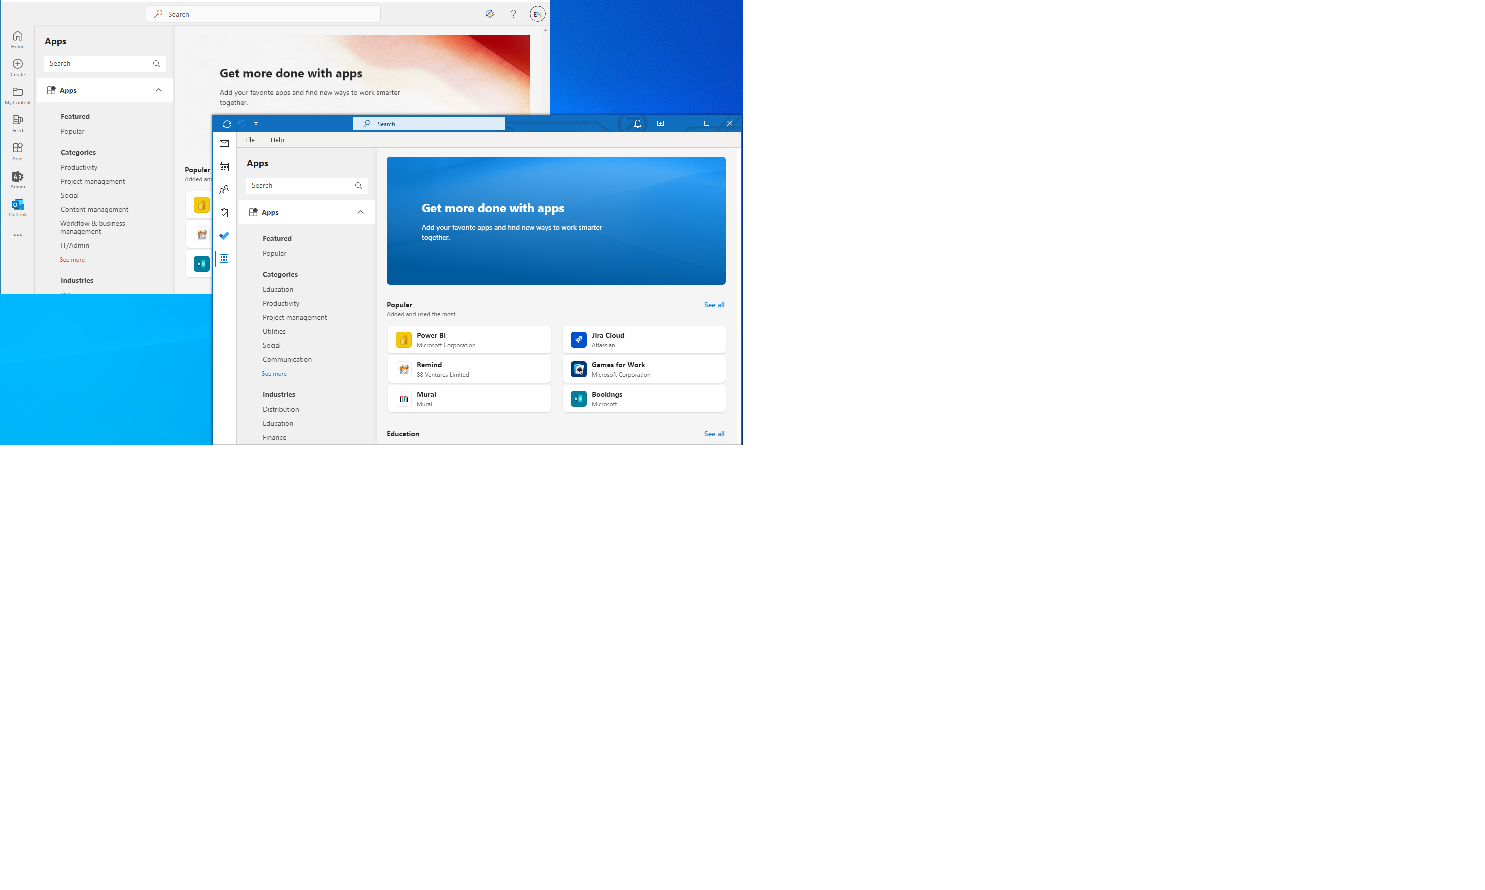 Search
EN
Home
Create
My Content
Feed
Apps
Admin
Outlook
Apps
Search
Apps
Featured
Popular
Categories
Productivity
Project management
Social
Content management
Workflow & business
management
IT/Admin
See more
Industries
Get more done with apps
Add your favorite apps and find new ways to work smarter
together.
Popular
Added and
Search
File Help
Apps
Search
Apps
Featured
Popular
Categories
Education
Productivity
Project management
Utilities
Social
Communication
See more
Industries
Distribution
Education
Finance
Get more done with apps
Add your favorite apps and find new ways to work smarter
together.
Popular See all
Added and used the most
Power BI
Microsoft Corporation
Jira Cloud
Atlassian
Remind
88 Ventures Limited
Games for Work
Microsoft Corporation
Mural
Mural
Bookings
Microsoft
Education See all